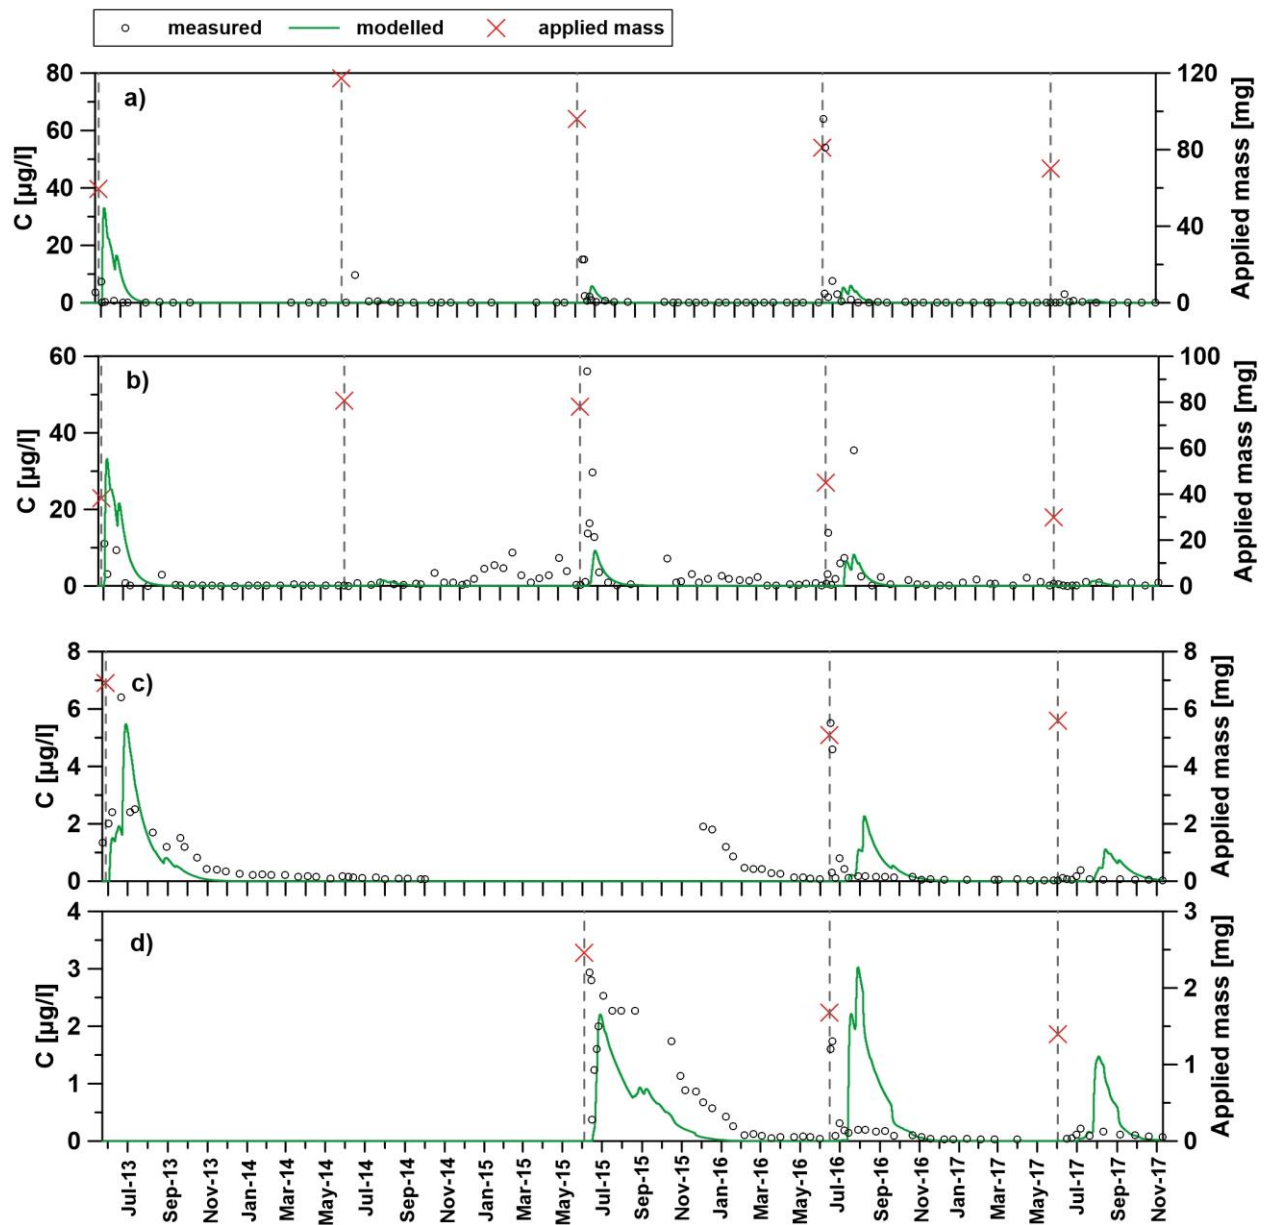 measured modelled applied mass
a)
C [µg/l]
80
60
40
20
0
120
80
40
0
Applied mass [mg]
b)
C [µg/l]
60
40
20
0
100
80
60
40
20
0
Applied mass [mg]
c)
C [µg/l]
8
6
4
2
0
8
6
4
2
0
Applied mass [mg]
d)
C [µg/l]
4
3
2
1
0
3
2
1
0
Applied mass [mg]
Jul-13 Sep-13 Nov-13 Jan-14 Mar-14 May-14 Jul-14 Sep-14 Nov-14 Jan-15 Mar-15 May-15 Jul-15 Sep-15 Nov-15 Jan-16 Mar-16 May-16 Jul-16 Sep-16 Nov-16 Jan-17 Mar-17 May-17 Jul-17 Sep-17 Nov-17